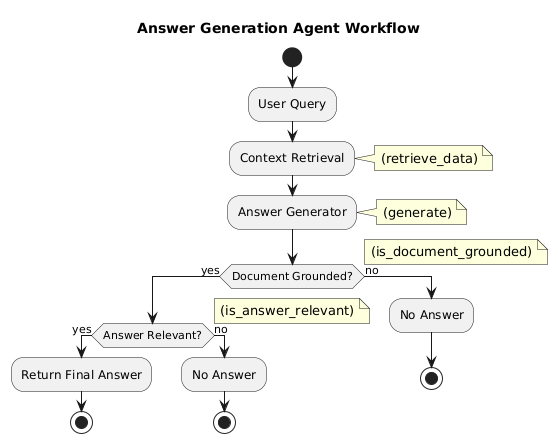 Answer Generation Agent Workflow
User Query
Context Retrieval
(retrieve_data)
Answer Generator
(generate)
(is_document_grounded)
yes
Document Grounded?
no
(is_answer_relevant)
No Answer
yes
Answer Relevant?
no
Return Final Answer
No Answer